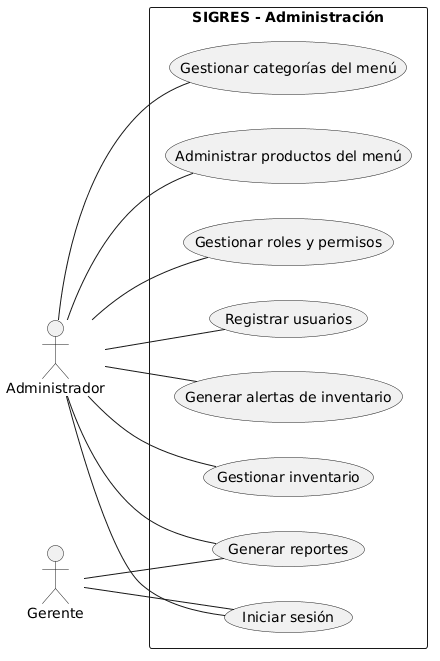 SIGRES - Administración
Gestionar categorías del menú
Administrar productos del menú
Gestionar roles y permisos
Registrar usuarios
Administrador
Generar alertas de inventario
Gestionar inventario
Generar reportes
Gerente
Iniciar sesión